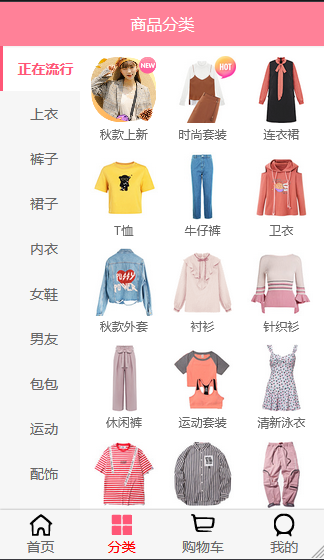 商品分类
正在流行
上衣
裤子
裙子
内衣
女鞋
男友
包包
运动
配饰
NEW
HOT
秋款上新 时尚套装 连衣裙
T恤 牛仔裤 卫衣
秋款外套 衬衫 针织衫
休闲裤 运动套装 清新泳衣
首页 分类 购物车 我的